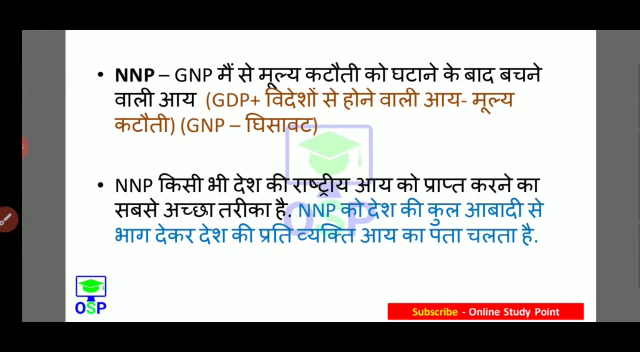 • NNP – GNP मैं से मूल्य कटौती को घटाने के बाद बचने
वाली आय (GDP+ विदेशों से होने वाली आय- मूल्य
कटौती) (GNP – घिसावट)
• NNP किसी भी देश की राष्ट्रीय आय को प्राप्त करने का
सबसे अच्छा तरीका है. NNP को देश की कुल आबादी से
भाग देकर देश की प्रति व्यक्ति आय का पता चलता है.
OSP
OSP
Subscribe - Online Study Point